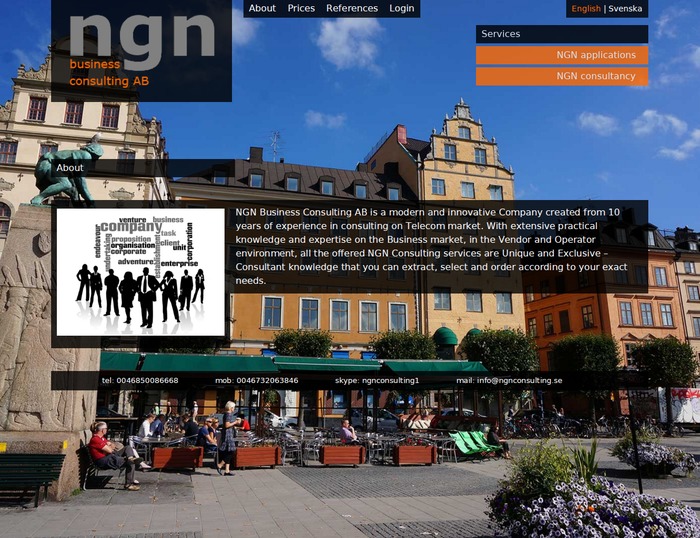 About Prices References Login
English | Svenska
ngn
business
consulting AB
Services
NGN applications
NGN consultancy
About
NGN Business Consulting AB is a modern and innovative Company created from 10
years of experience in consulting on Telecom market. With extensive practical
knowledge and expertise on the Business market, in the Vendor and Operator
environment, all the offered NGN Consulting services are Unique and Exclusive –
Consultant knowledge that you can extract, select and order according to your exact
needs.
venture business
company
task
endeavour
undertaking
proposition
organisation
corporate
adventure
establishment
client
unit
corporation
enterprise
tel: 0046850086668 mob: 0046732063846 skype: ngnconsulting1 mail: info@ngnconsulting.se